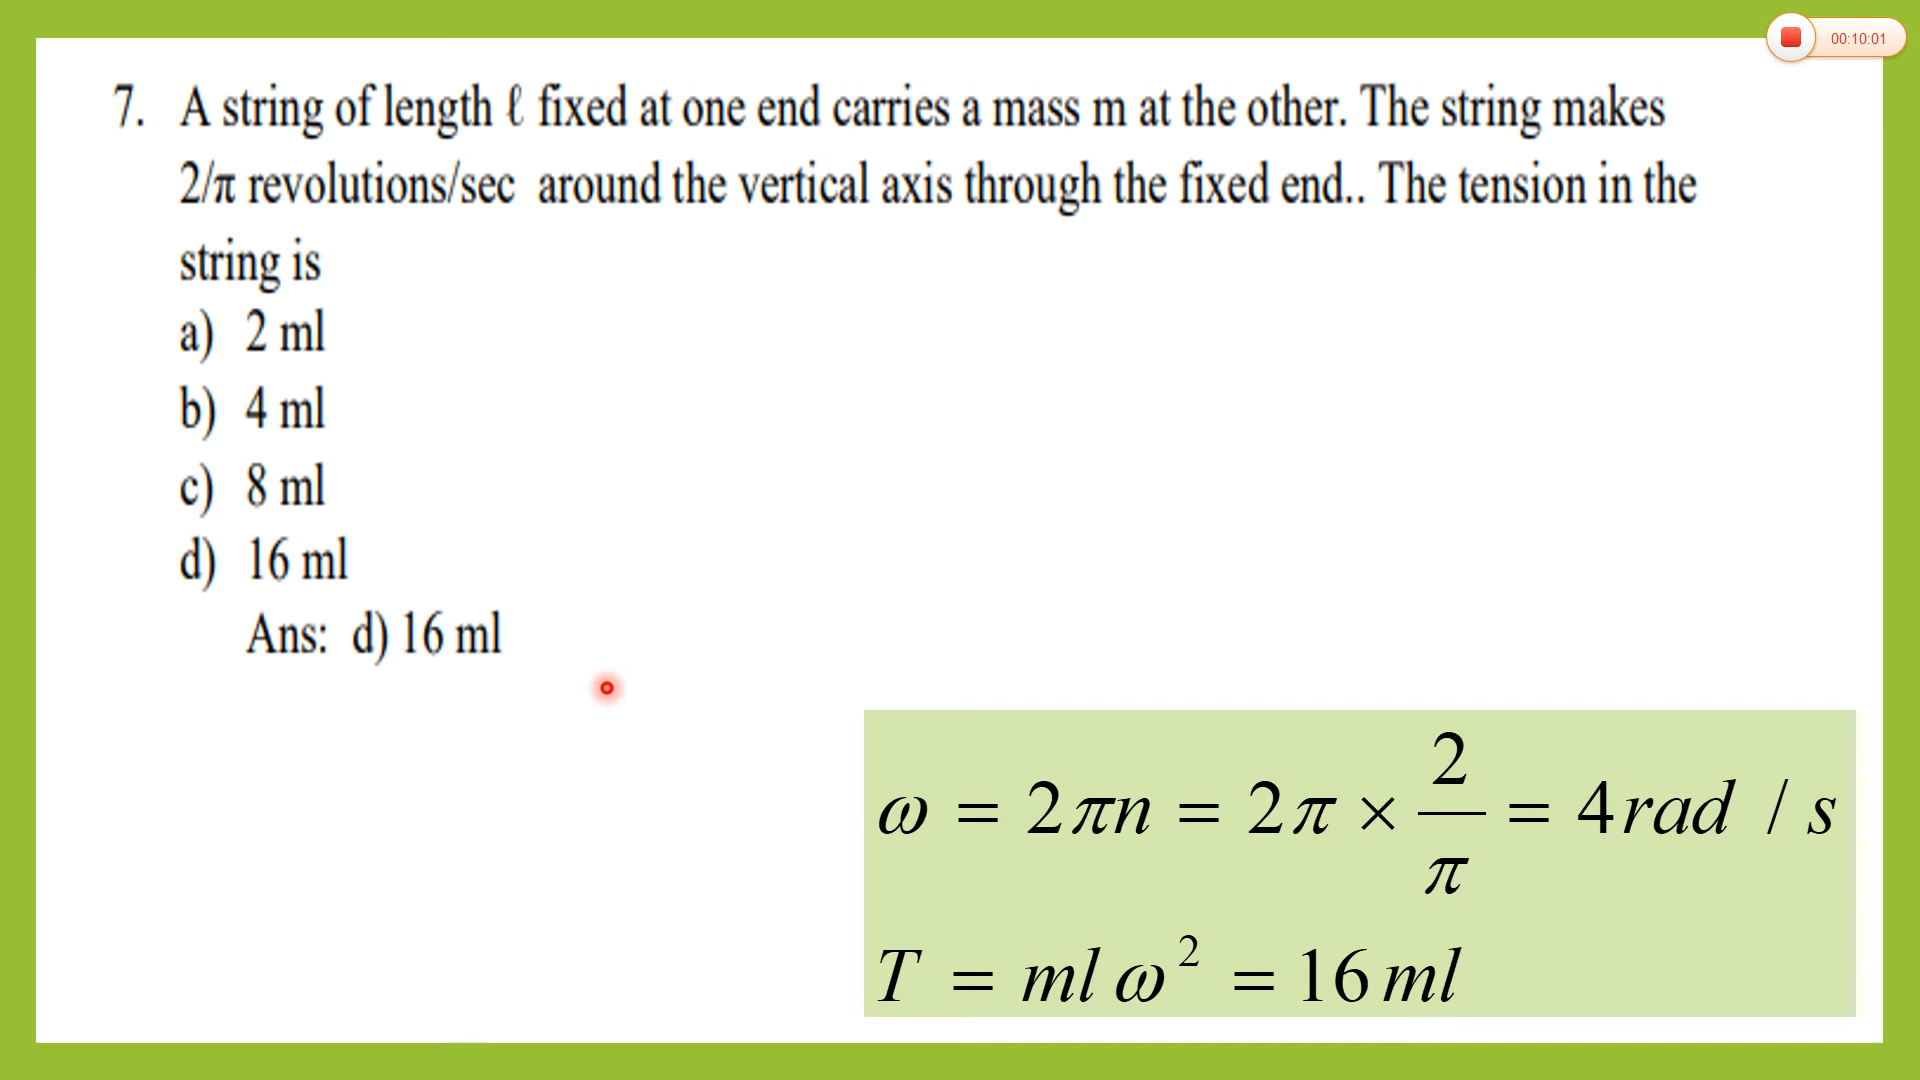 00:10:01
7. A string of length ℓ fixed at one end carries a mass m at the other. The string makes
2/π revolutions/sec around the vertical axis through the fixed end.. The tension in the
string is
a) 2 ml
b) 4 ml
c) 8 ml
d) 16 ml
Ans: d) 16 ml
ω = 2πn = 2π × 2/π = 4rad / s
T = ml ω² = 16ml